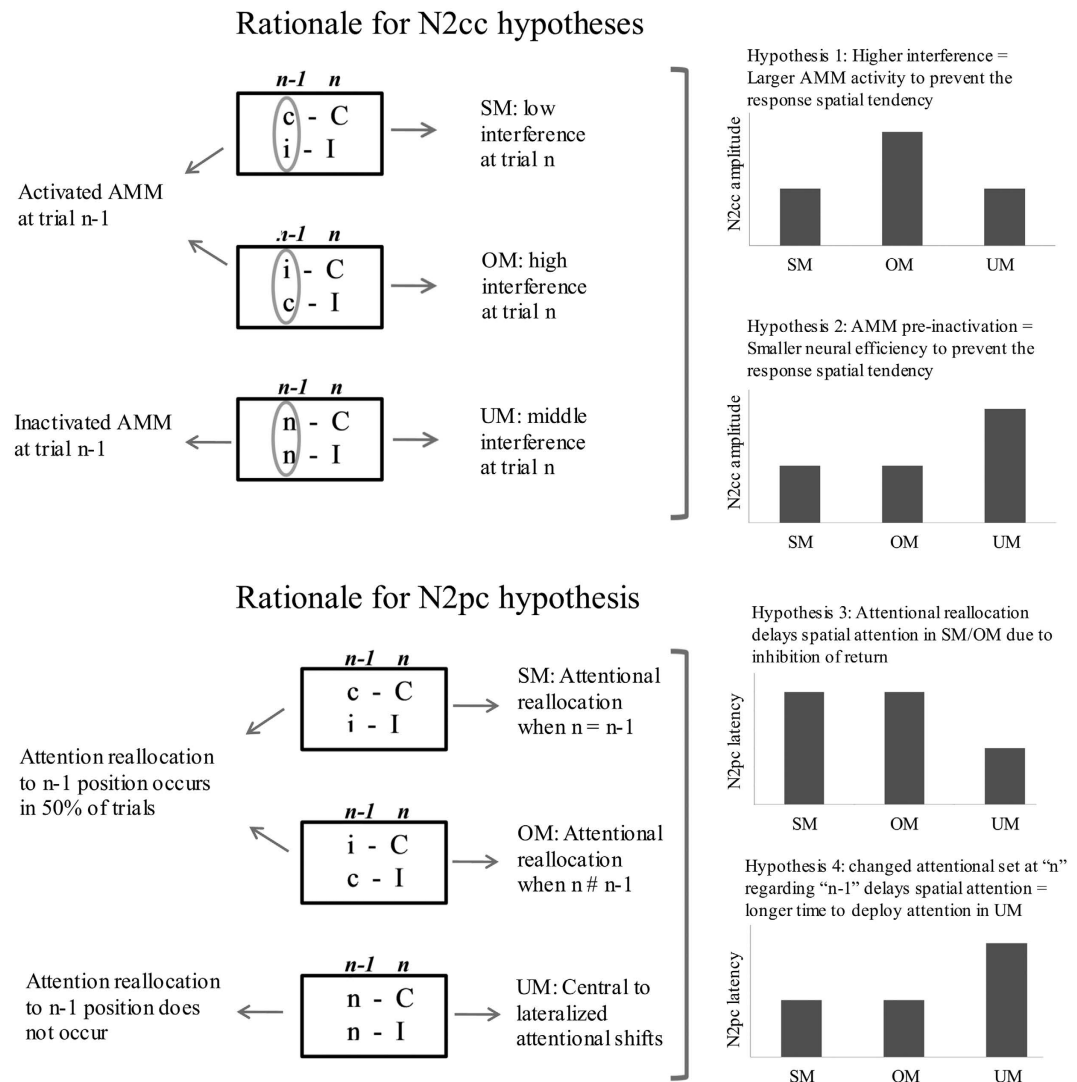 Rationale for N2cc hypotheses
n-1 n
c - C
i - I
SM: low
interference
at trial n
Activated AMM
at trial n-1
.ı-1 n
i - C
c - I
OM: high
interference
at trial n
n-1 n
n - C
n - I
Inactivated AMM
at trial n-1
UM: middle
interference
at trial n
Hypothesis 1: Higher interference =
Larger AMM activity to prevent the
response spatial tendency
N2cc amplitude
SM OM UM
Hypothesis 2: AMM pre-inactivation =
Smaller neural efficiency to prevent the
response spatial tendency
N2cc amplitude
SM OM UM
Rationale for N2pc hypothesis
n-1 n
c - C
i - I
SM: Attentional
reallocation
when n = n-1
Attention reallocation
to n-1 position occurs
in 50% of trials
n-1 n
i - C
c - I
OM: Attentional
reallocation
when n # n-1
n-1 n
n - C
n - I
Attention reallocation
to n-1 position does
not occur
UM: Central to
lateralized
attentional shifts
Hypothesis 3: Attentional reallocation
delays spatial attention in SM/OM due to
inhibition of return
N2pc latency
SM OM UM
Hypothesis 4: changed attentional set at “n”
regarding “n-1” delays spatial attention =
longer time to deploy attention in UM
N2pc latency
SM OM UM